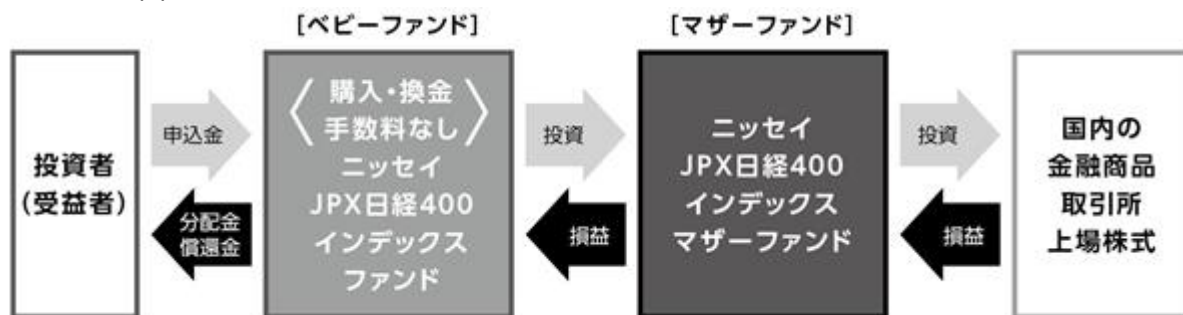 [ベビーファンド]
[マザーファンド]
投資者
(受益者)
申込金
分配金
償還金
〈購入・換金
手数料なし〉
ニッセイ
JPX日経400
インデックス
ファンド
投資
損益
ニッセイ
JPX日経400
インデックス
マザーファンド
投資
損益
国内の
金融商品
取引所
上場株式